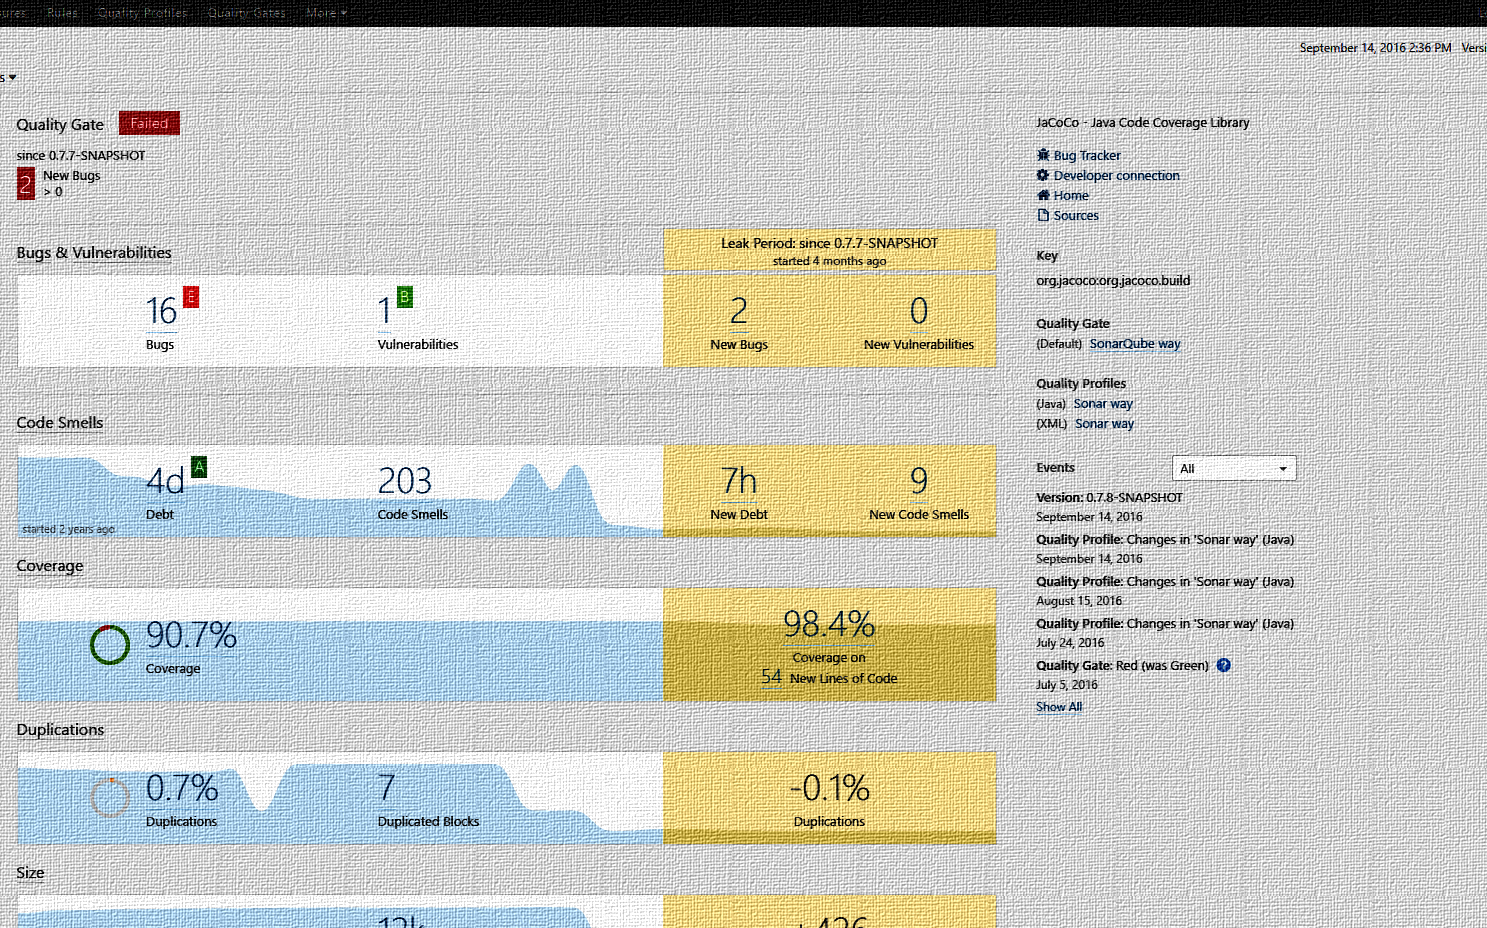 Rules Quality Profiles Quality Gates More
September 14, 2016 2:36 PM
Quality Gate Failed
since 0.7.7-SNAPSHOT
2 New Bugs
> 0
Bugs & Vulnerabilities
Leak Period: since 0.7.7-SNAPSHOT
started 4 months ago
16 E 1 B 2 0
Bugs Vulnerabilities New Bugs New Vulnerabilities
Code Smells
4d A 203 7h 9
Debt Code Smells New Debt New Code Smells
started 2 years ago
Coverage
90.7% 98.4%
Coverage Coverage on
54 New Lines of Code
Duplications
0.7% 7 -0.1%
Duplications Duplicated Blocks Duplications
Size
JaCoCo - Java Code Coverage Library
Bug Tracker
Developer connection
Home
Sources
Key
org.jacoco:org.jacoco.build
Quality Gate
(Default) SonarQube way
Quality Profiles
(Java) Sonar way
(XML) Sonar way
Events All
Version: 0.7.8-SNAPSHOT
September 14, 2016
Quality Profile: Changes in 'Sonar way' (Java)
September 14, 2016
Quality Profile: Changes in 'Sonar way' (Java)
August 15, 2016
Quality Profile: Changes in 'Sonar way' (Java)
July 24, 2016
Quality Gate: Red (was Green) ?
July 5, 2016
Show All